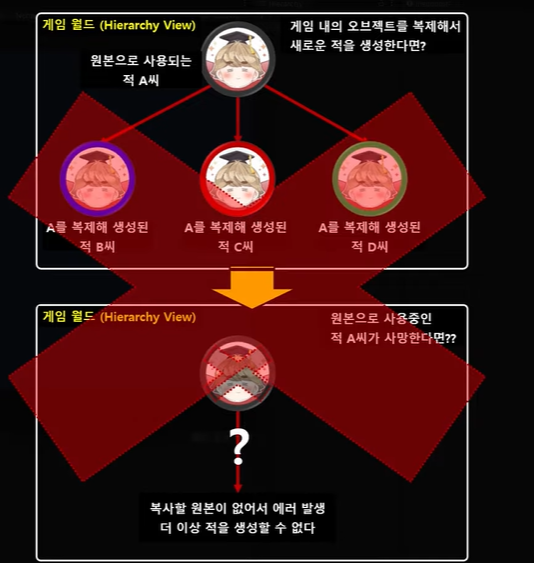 게임 월드 (Hierarchy View)
게임 내의 오브젝트를 복제해서
새로운 적을 생성한다면?
원본으로 사용되는
적 A씨
A를 복제해 생성된
적 B씨
A를 복제해 생성된
적 C씨
A를 복제해 생성된
적 D씨
게임 월드 (Hierarchy View)
원본으로 사용중인
적 A씨가 사망한다면??
?
복사할 원본이 없어서 에러 발생
더 이상 적을 생성할 수 없다